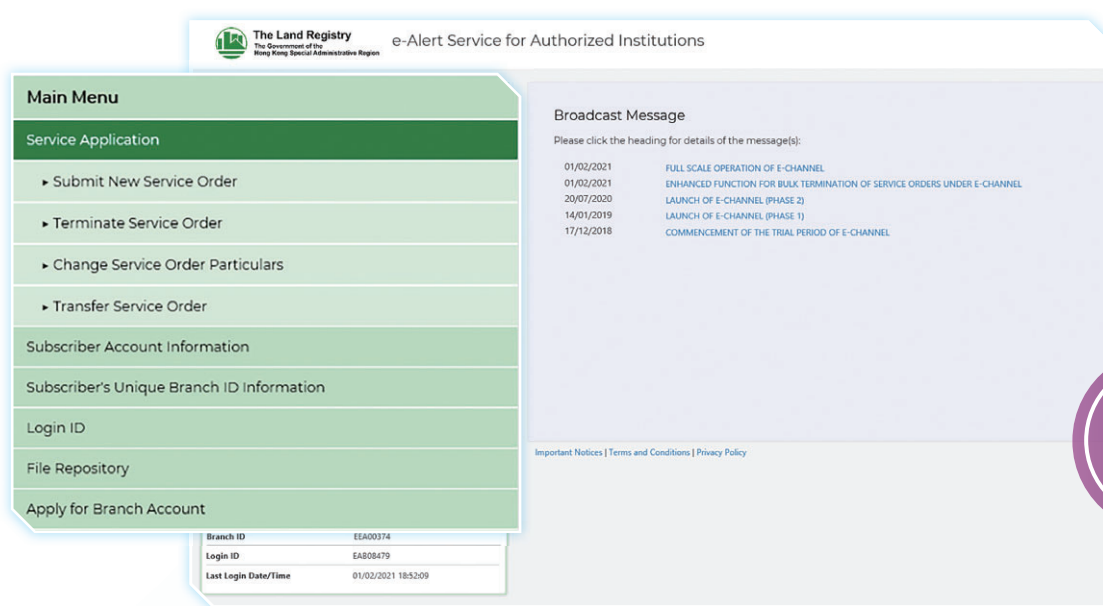 The Land Registry
The Government of the
Hong Kong Special Administrative Region
e-Alert Service for Authorized Institutions
Main Menu
Service Application
▸ Submit New Service Order
▸ Terminate Service Order
▸ Change Service Order Particulars
▸ Transfer Service Order
Subscriber Account Information
Subscriber's Unique Branch ID Information
Login ID
File Repository
Apply for Branch Account
Branch ID EEA00374
Login ID EAB08479
Last Login Date/Time 01/02/2021 18:52:09
Broadcast Message
Please click the heading for details of the message(s):
01/02/2021 FULL SCALE OPERATION OF E-CHANNEL
01/02/2021 ENHANCED FUNCTION FOR BULK TERMINATION OF SERVICE ORDERS UNDER E-CHANNEL
20/07/2020 LAUNCH OF E-CHANNEL (PHASE 2)
14/01/2019 LAUNCH OF E-CHANNEL (PHASE 1)
17/12/2018 COMMENCEMENT OF THE TRIAL PERIOD OF E-CHANNEL
Important Notices | Terms and Conditions | Privacy Policy